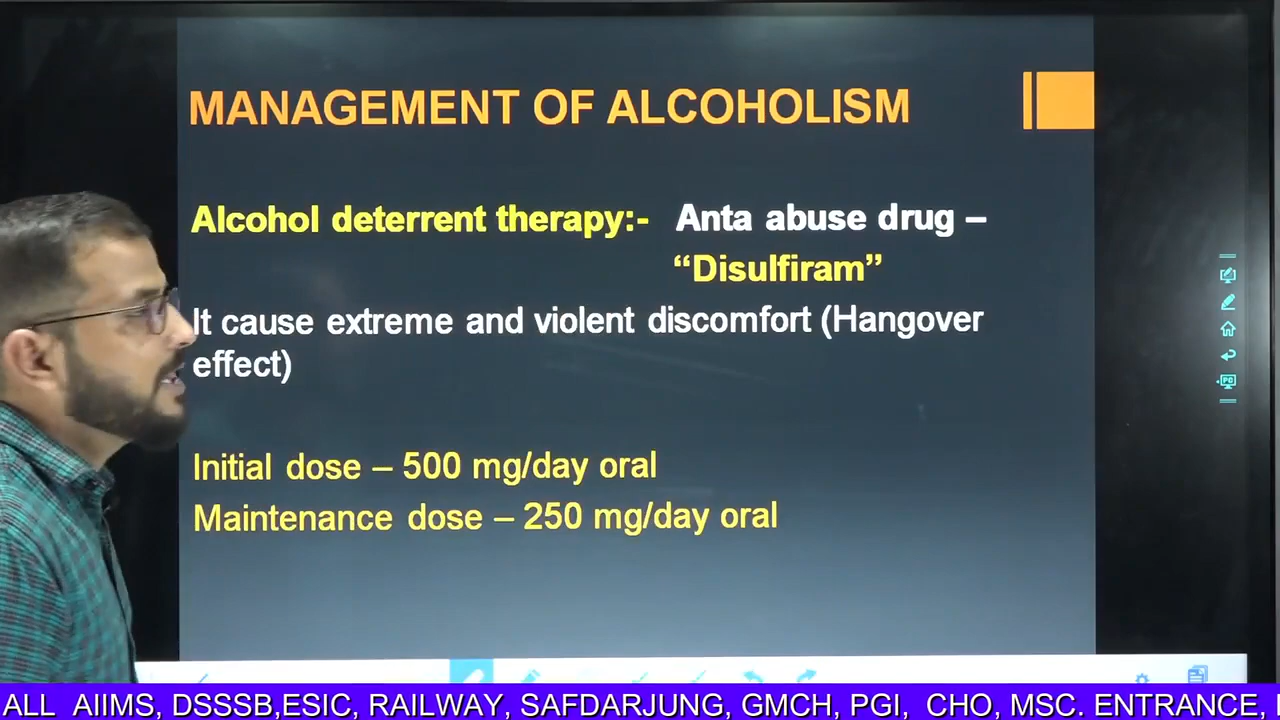 MANAGEMENT OF ALCOHOLISM
Alcohol deterrent therapy:- Anta abuse drug –
“Disulfiram”
It cause extreme and violent discomfort (Hangover
effect)
Initial dose – 500 mg/day oral
Maintenance dose – 250 mg/day oral
PC
ALL AIIMS, DSSSB,ESIC, RAILWAY, SAFDARJUNG, GMCH, PGI, CHO, MSC. ENTRANCE,